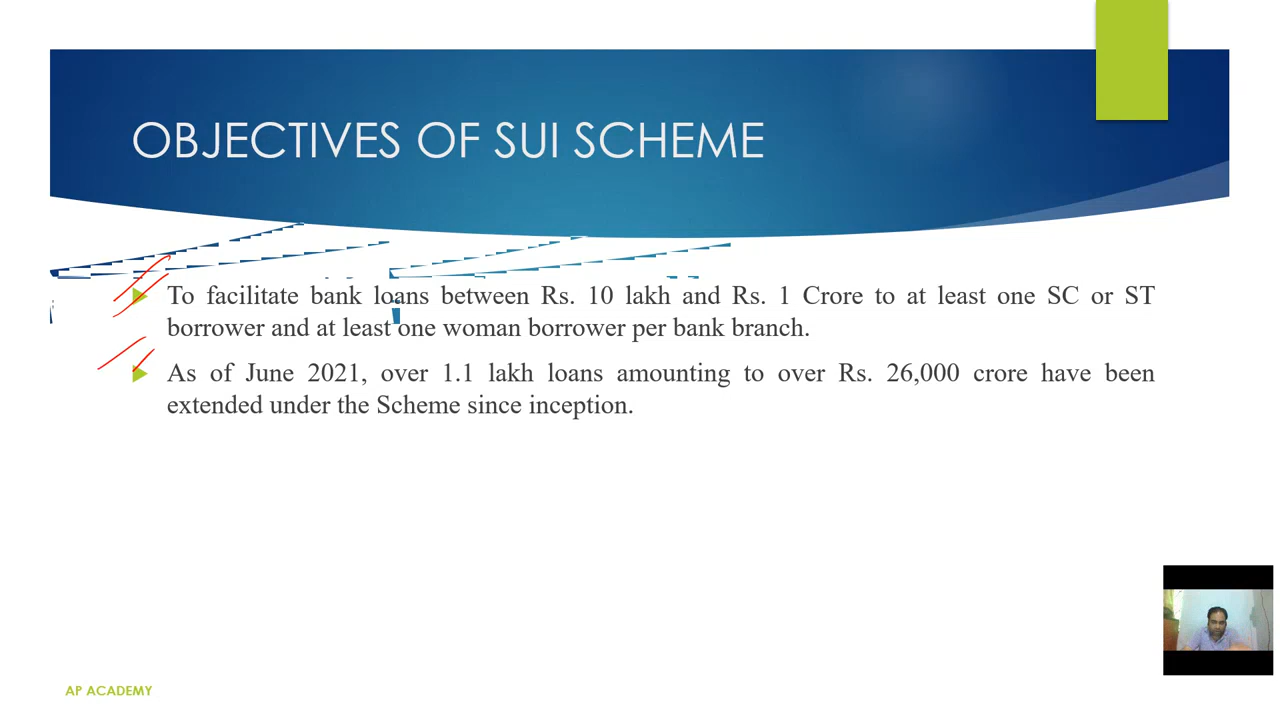 OBJECTIVES OF SUI SCHEME
To facilitate bank loans between Rs. 10 lakh and Rs. 1 Crore to at least one SC or ST
borrower and at least one woman borrower per bank branch.
As of June 2021, over 1.1 lakh loans amounting to over Rs. 26,000 crore have been
extended under the Scheme since inception.
AP ACADEMY